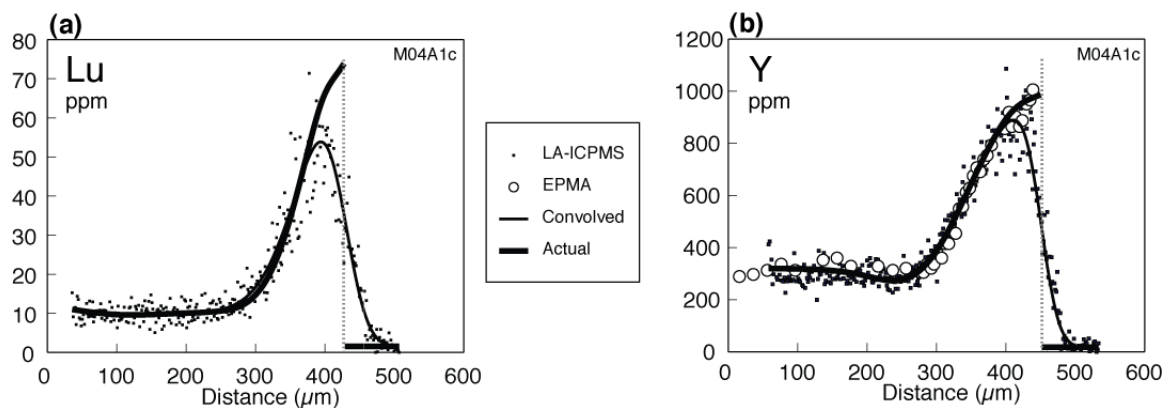 (a)
80
70
60
50
40
30
20
10
0
Lu
ppm
M04A1c
0 100 200 300 400 500 600
Distance (µm)
LA-ICPMS
EPMA
Convolved
Actual
(b)
1200
1000
800
600
400
200
0
Y
ppm
M04A1c
0 100 200 300 400 500 600
Distance (µm)